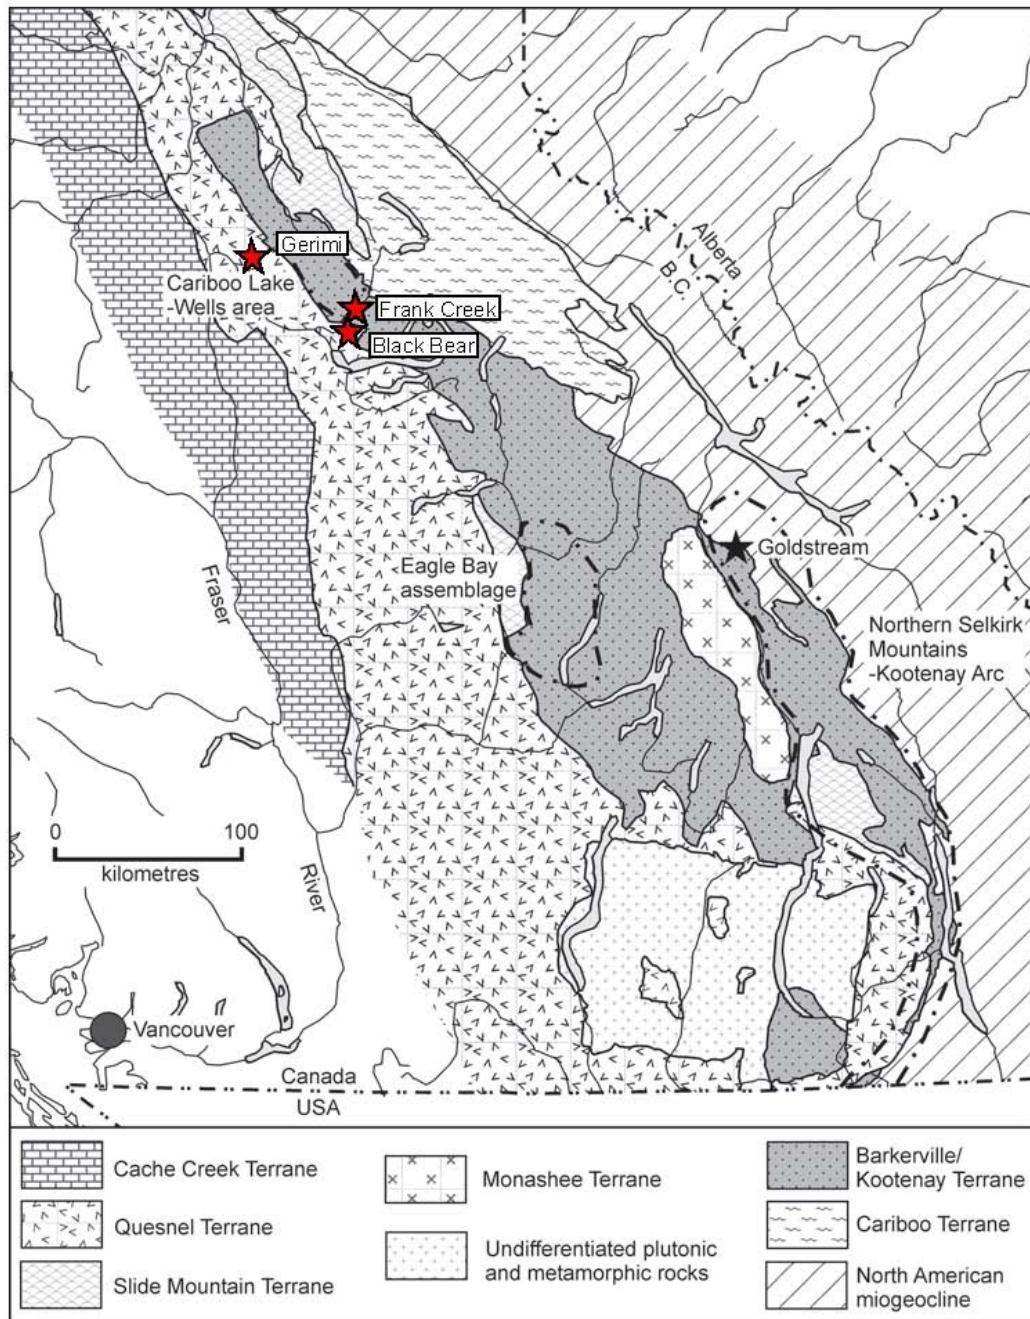 Alberta
B.C.
Gerimi
Cariboo Lake
-Wells area
Frank Creek
Black Bear
Goldstream
Eagle Bay
assemblage
Fraser
Northern Selkirk
Mountains
-Kootenay Arc
0 100
kilometres
River
Vancouver
Canada
USA
Cache Creek Terrane
Quesnel Terrane
Slide Mountain Terrane
Monashee Terrane
Undifferentiated plutonic
and metamorphic rocks
Barkerville/
Kootenay Terrane
Cariboo Terrane
North American
miogeocline